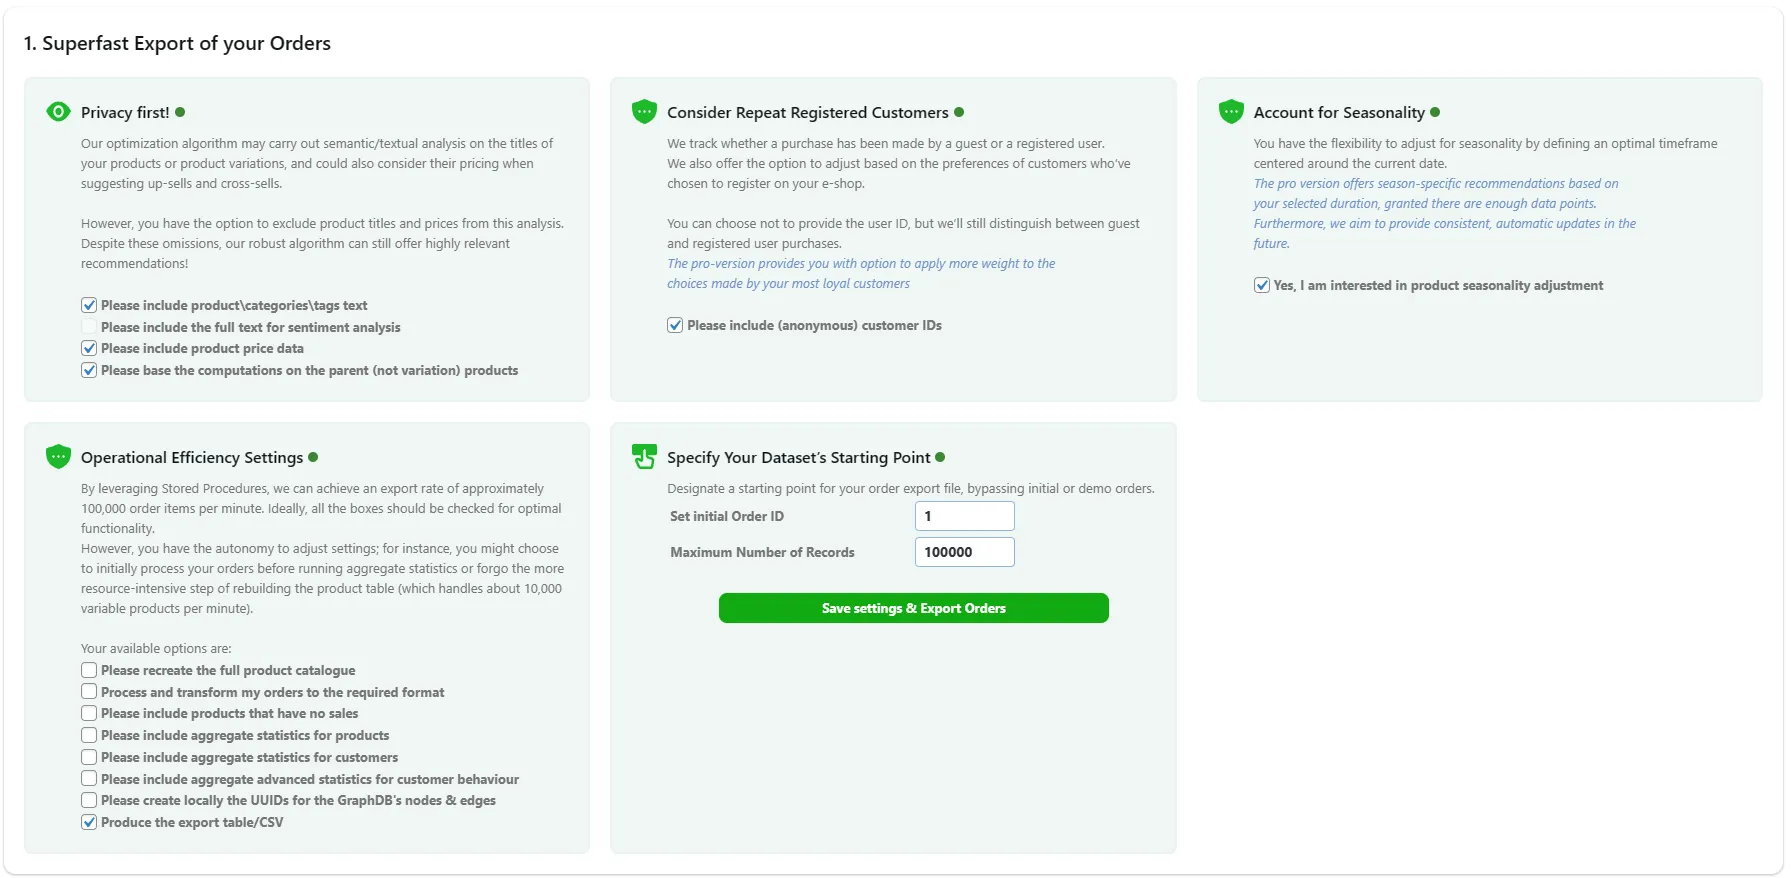 1. Superfast Export of your Orders
Privacy first!
Our optimization algorithm may carry out semantic/textual analysis on the titles of
your products or product variations, and could also consider their pricing when
suggesting up-sells and cross-sells.
However, you have the option to exclude product titles and prices from this analysis.
Despite these omissions, our robust algorithm can still offer highly relevant
recommendations!
Please include product\categories\tags text
Please include the full text for sentiment analysis
Please include product price data
Please base the computations on the parent (not variation) products
Consider Repeat Registered Customers
We track whether a purchase has been made by a guest or a registered user.
We also offer the option to adjust based on the preferences of customers who’ve
chosen to register on your e-shop.
You can choose not to provide the user ID, but we’ll still distinguish between guest
and registered user purchases.
The pro-version provides you with option to apply more weight to the
choices made by your most loyal customers
Please include (anonymous) customer IDs
Account for Seasonality
You have the flexibility to adjust for seasonality by defining an optimal timeframe
centered around the current date.
The pro version offers season-specific recommendations based on
your selected duration, granted there are enough data points.
Furthermore, we aim to provide consistent, automatic updates in the
future.
Yes, I am interested in product seasonality adjustment
Operational Efficiency Settings
By leveraging Stored Procedures, we can achieve an export rate of approximately
100,000 order items per minute. Ideally, all the boxes should be checked for optimal
functionality.
However, you have the autonomy to adjust settings; for instance, you might choose
to initially process your orders before running aggregate statistics or forgo the more
resource-intensive step of rebuilding the product table (which handles about 10,000
variable products per minute).
Your available options are:
Please recreate the full product catalogue
Process and transform my orders to the required format
Please include products that have no sales
Please include aggregate statistics for products
Please include aggregate statistics for customers
Please include aggregate advanced statistics for customer behaviour
Please create locally the UUIDs for the GraphDB's nodes & edges
Produce the export table/CSV
Specify Your Dataset’s Starting Point
Designate a starting point for your order export file, bypassing initial or demo orders.
Set initial Order ID 1
Maximum Number of Records 100000
Save settings & Export Orders